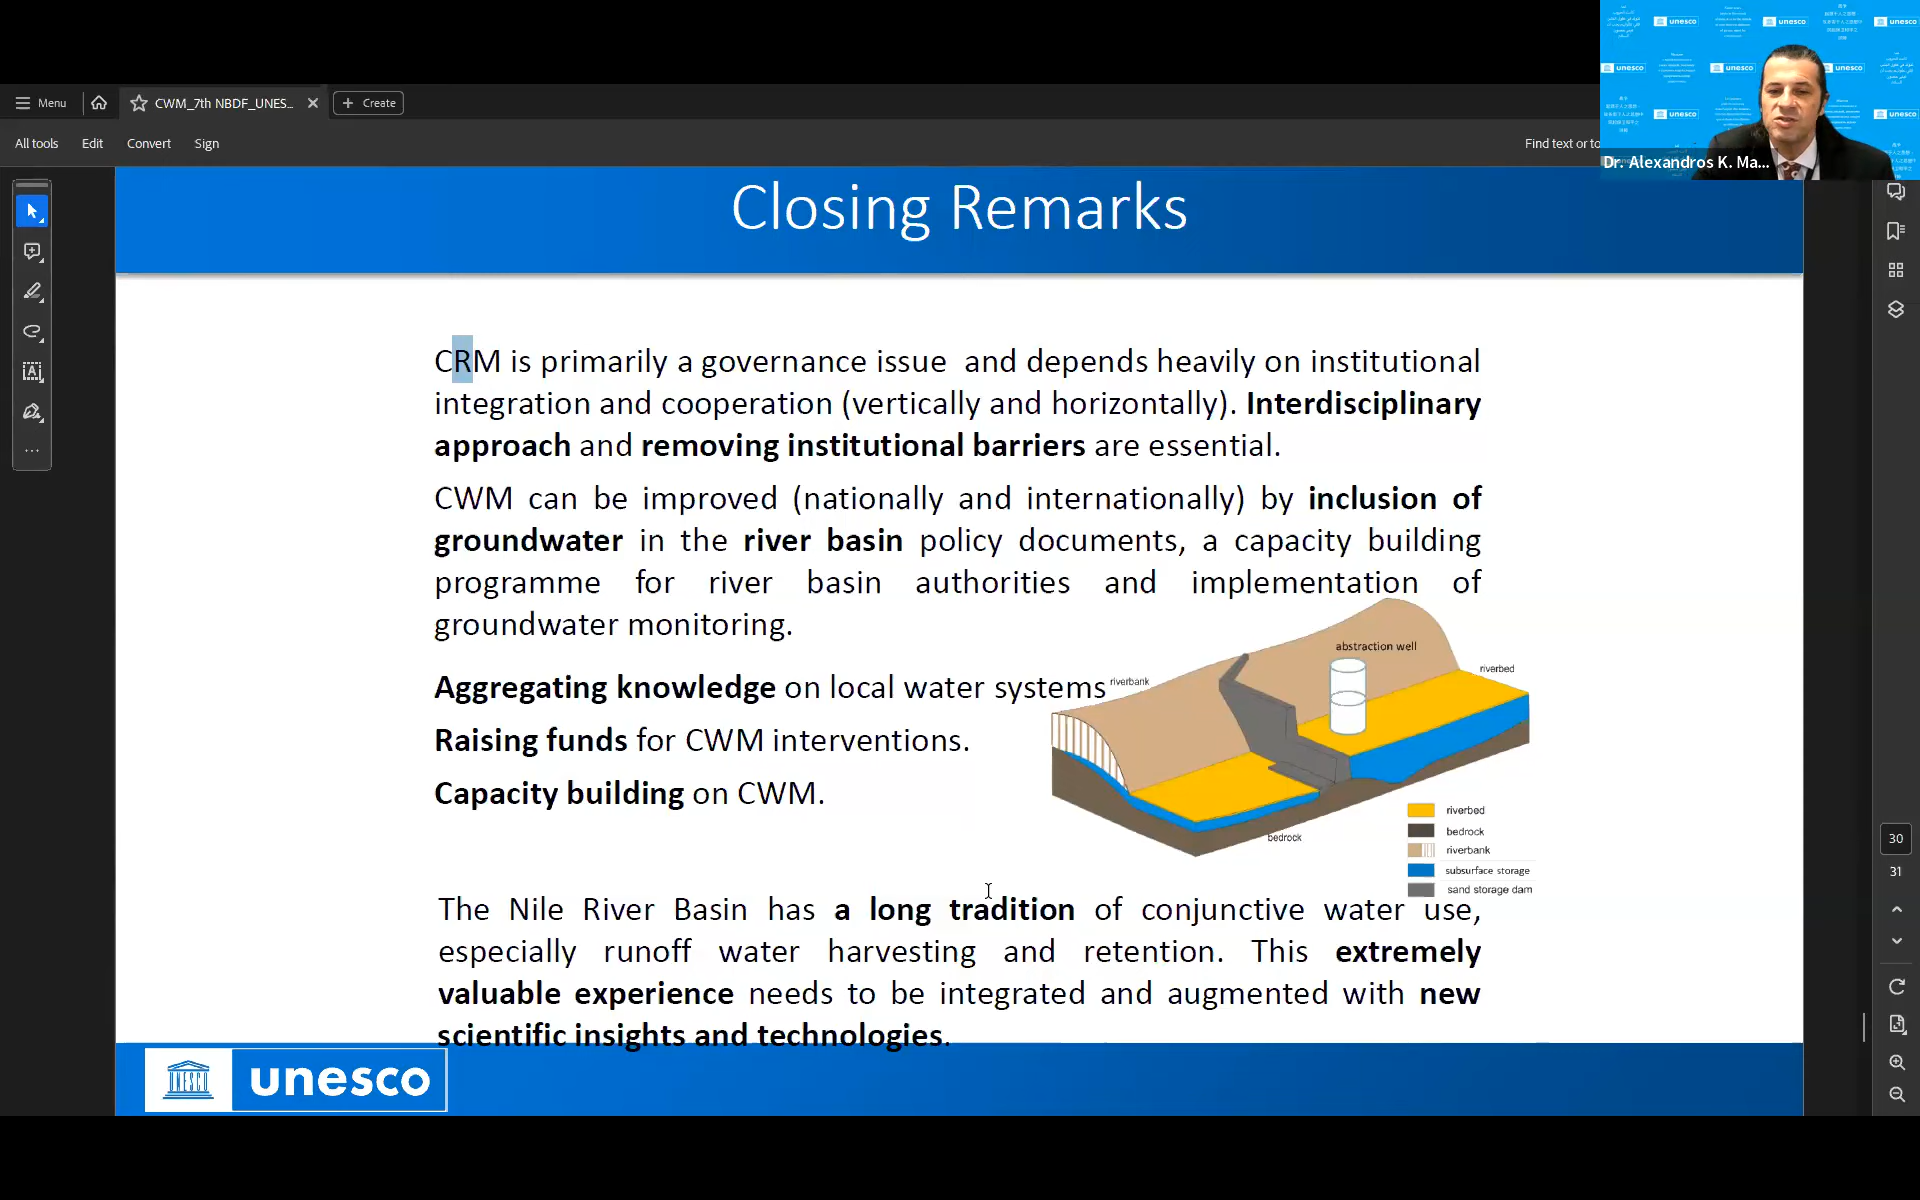 Menu
CWM_7th NBDF_UNES...
Create
All tools
Edit
Convert
Sign
Find text or to
unesco
Dr. Alexandros K. Ma...
Closing Remarks
CRM is primarily a governance issue and depends heavily on institutional
integration and cooperation (vertically and horizontally). Interdisciplinary
approach and removing institutional barriers are essential.
CWM can be improved (nationally and internationally) by inclusion of
groundwater in the river basin policy documents, a capacity building
programme for river basin authorities and implementation of
groundwater monitoring.
Aggregating knowledge on local water systems
Raising funds for CWM interventions.
Capacity building on CWM.
abstraction well
riverbed
riverbank
bedrock
riverbed
bedrock
riverbank
subsurface storage
sand storage dam
The Nile River Basin has a long tradition of conjunctive water use,
especially runoff water harvesting and retention. This extremely
valuable experience needs to be integrated and augmented with new
scientific insights and technologies.
unesco
30
31